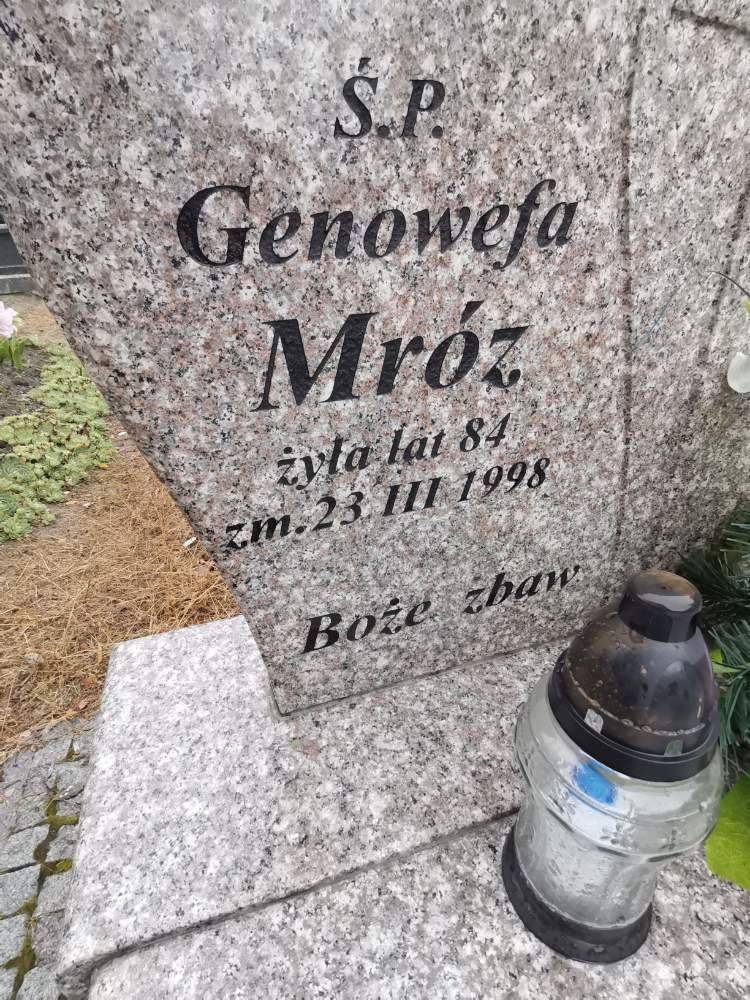 Ś.P.
Genowefa
Mróz
żyła lat 84
zm.23 III 1998
Boże zbaw